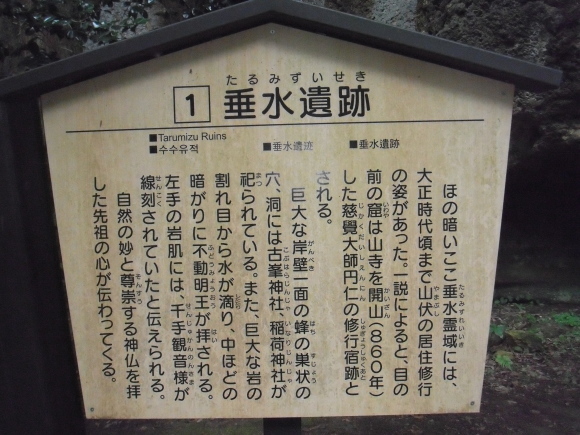 たるみずいせき
1 垂水遺跡
■Tarumizu Ruins
■수수유적
■垂水遺迹
■垂水遺跡
ほの暗いここ垂水霊域には、
大正時代頃まで山伏の居住修行
の姿があった。一説によると、目の
前の窟は山寺を開山(860年)
した慈覺大師円仁の修行宿跡と
される。
巨大な岸壁一面の蜂の巣状の
穴、洞には古峯神社、稲荷神社が
祀られている。また、巨大な岩の
割れ目から水が滴り、中ほどの
暗がりに不動明王が拝される。
左手の岩肌には、千手観音様が
線刻されていたと伝えられる。
自然の妙と尊崇する神仏を拝
した先祖の心が伝わってくる。